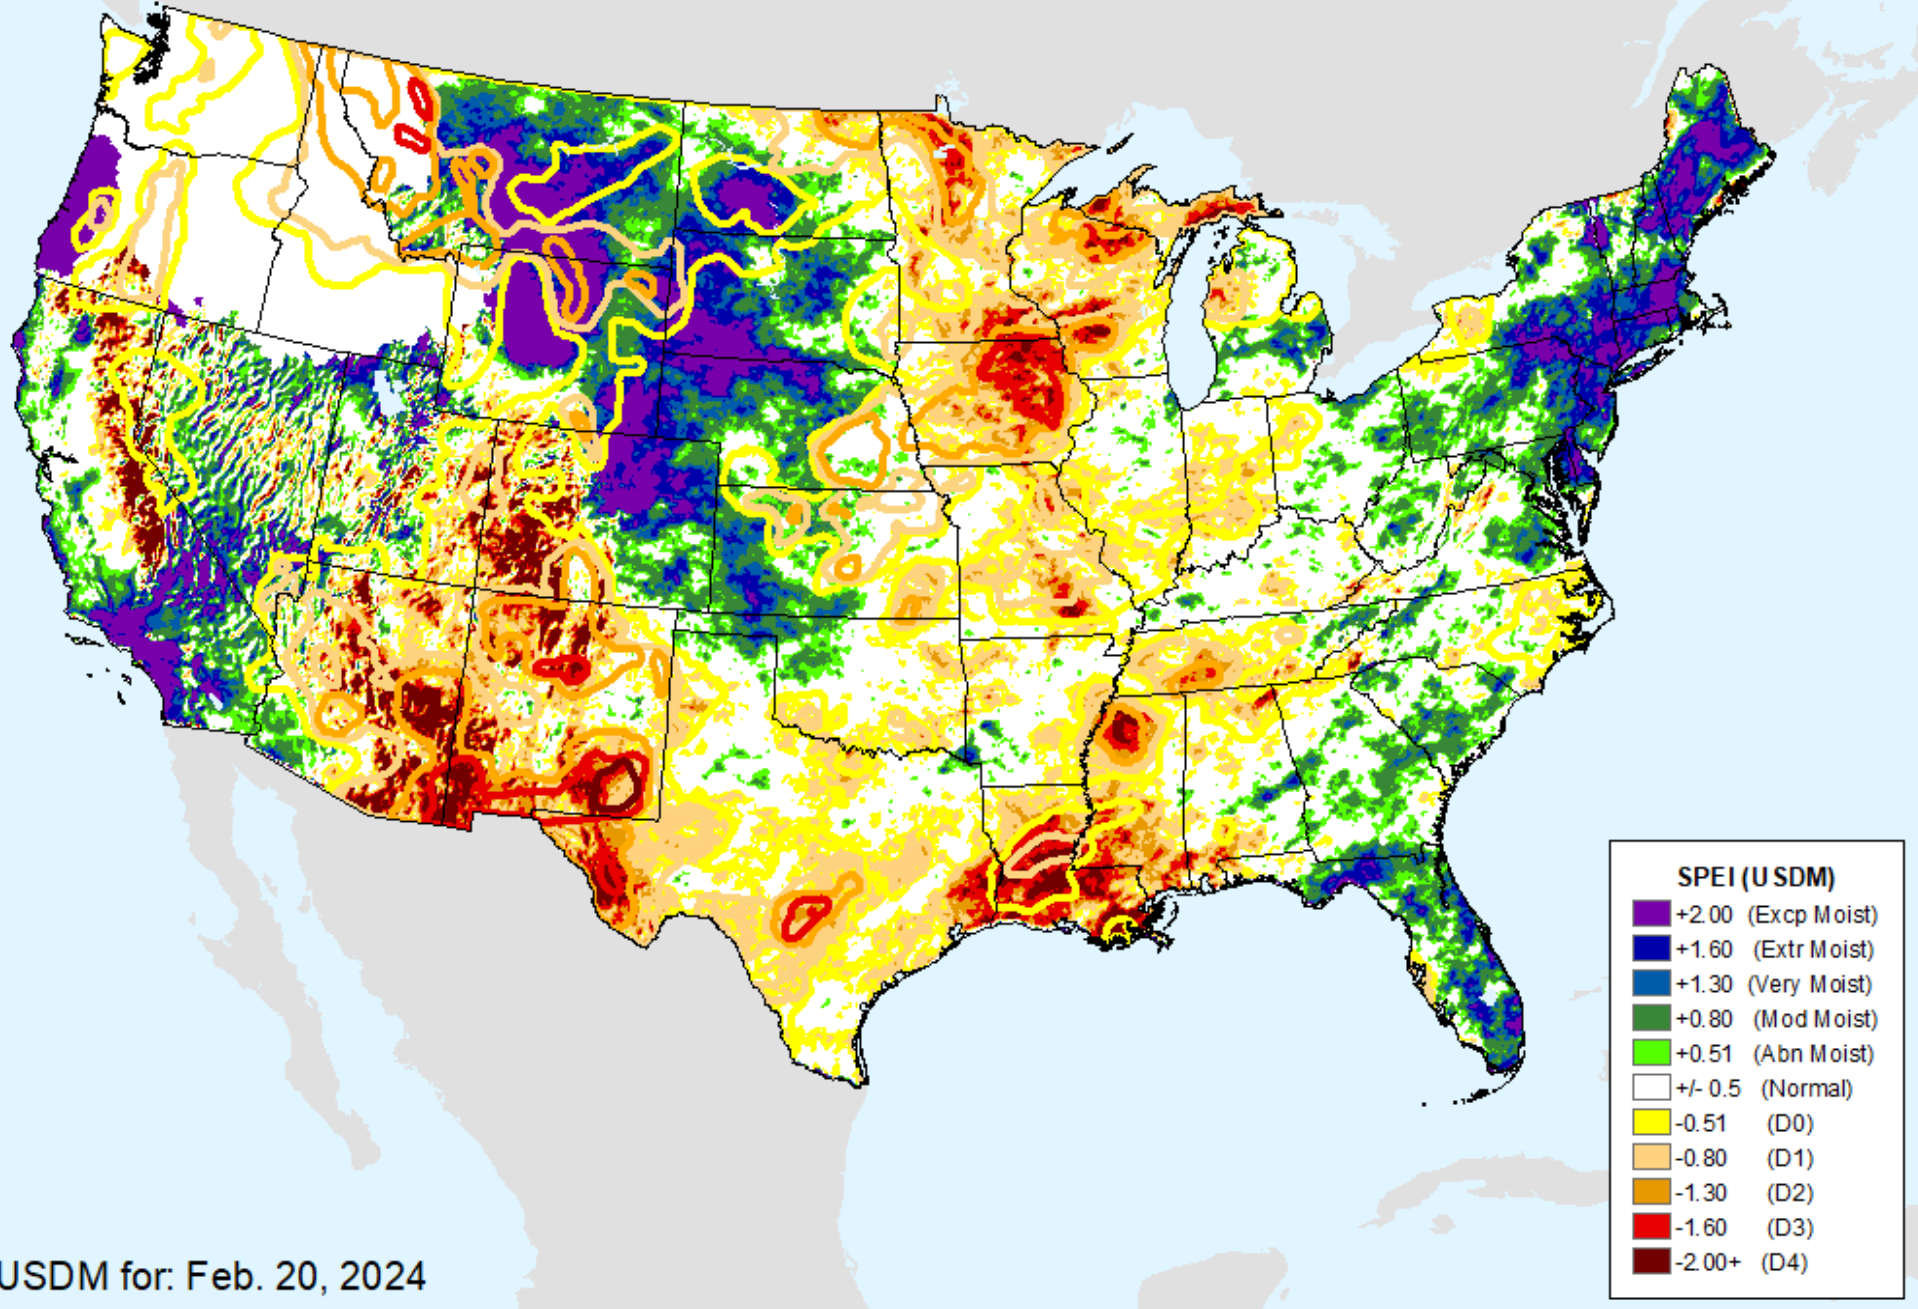 SPEI (USDM)
+2.00 (Excp Moist)
+1.60 (Extr Moist)
+1.30 (Very Moist)
+0.80 (Mod Moist)
+0.51 (Abn Moist)
+/- 0.5 (Normal)
-0.51 (D0)
-0.80 (D1)
-1.30 (D2)
-1.60 (D3)
-2.00+ (D4)
USDM for: Feb. 20, 2024